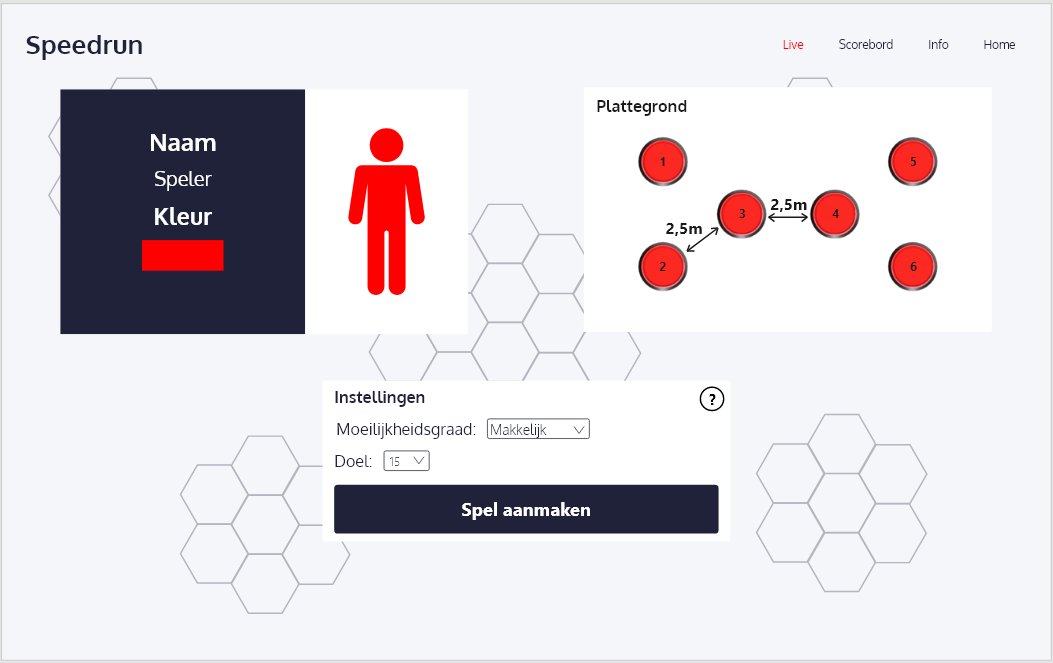 Speedrun
Live Scorebord Info Home
Naam
Speler
Kleur
Plattegrond
1
5
2,5m
3
4
2,5m
2
6
Instellingen
?
Moeilijkheidsgraad: Makkelijk
Doel: 15
Spel aanmaken